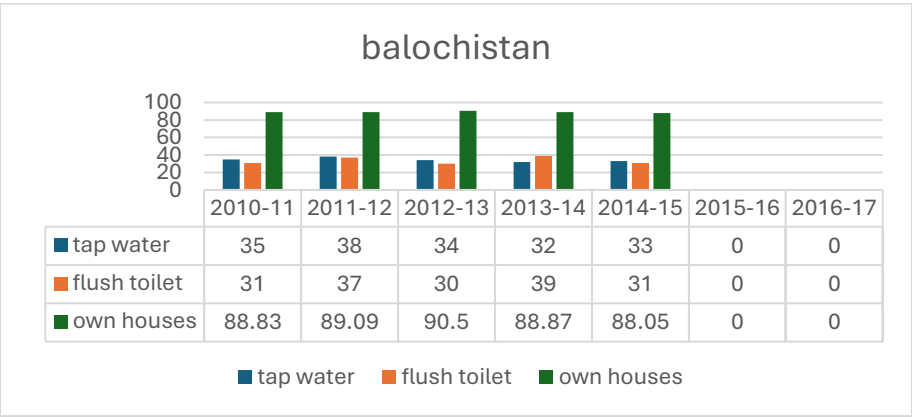 balochistan
100
80
60
40
20
0
2010-11 2011-12 2012-13 2013-14 2014-15 2015-16 2016-17
tap water 35 38 34 32 33 0 0
flush toilet 31 37 30 39 31 0 0
own houses 88.83 89.09 90.5 88.87 88.05 0 0
tap water flush toilet own houses